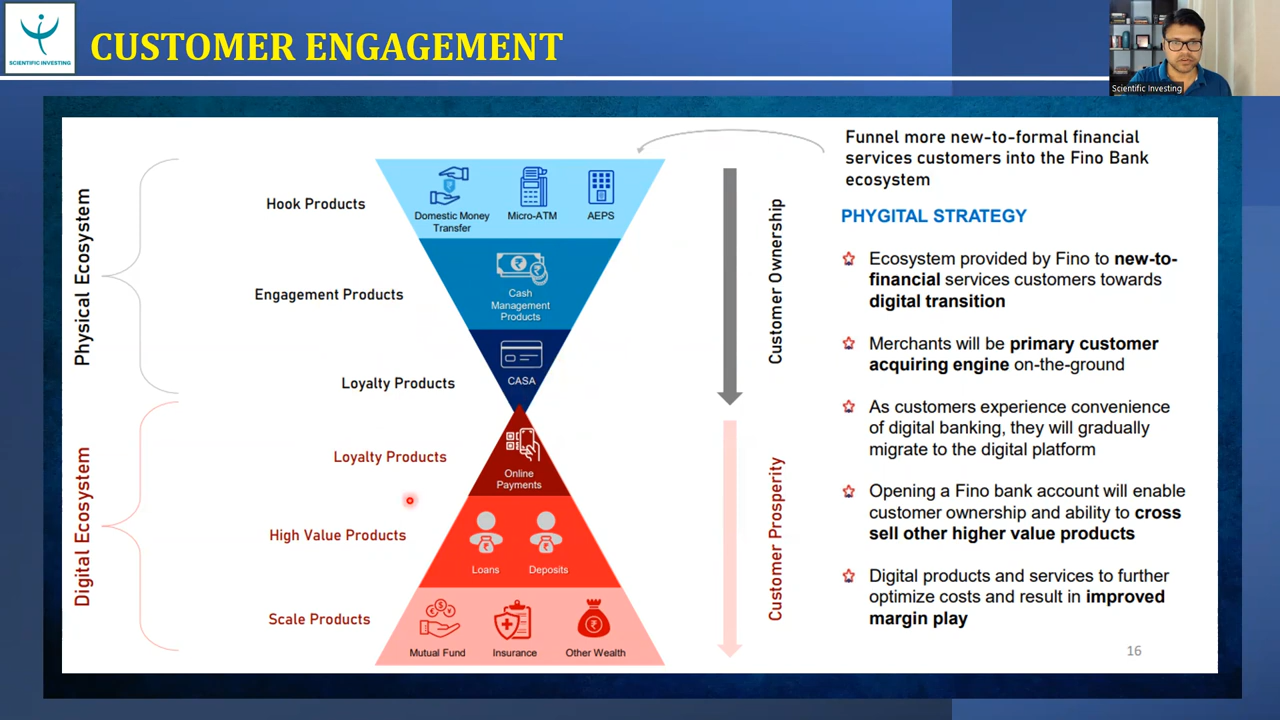 SCIENTIFIC INVESTING
CUSTOMER ENGAGEMENT
Scientific Investing
Physical Ecosystem
Digital Ecosystem
Hook Products
Engagement Products
Loyalty Products
Loyalty Products
High Value Products
Scale Products
Domestic Money
Transfer
Micro-ATM
AEPS
Cash
Management
Products
CASA
Online
Payments
Loans
Deposits
Mutual Fund
Insurance
Other Wealth
Customer Ownership
Customer Prosperity
Funnel more new-to-formal financial
services customers into the Fino Bank
ecosystem
PHYGITAL STRATEGY
Ecosystem provided by Fino to new-to-
financial services customers towards
digital transition
Merchants will be primary customer
acquiring engine on-the-ground
As customers experience convenience
of digital banking, they will gradually
migrate to the digital platform
Opening a Fino bank account will enable
customer ownership and ability to cross
sell other higher value products
Digital products and services to further
optimize costs and result in improved
margin play
16